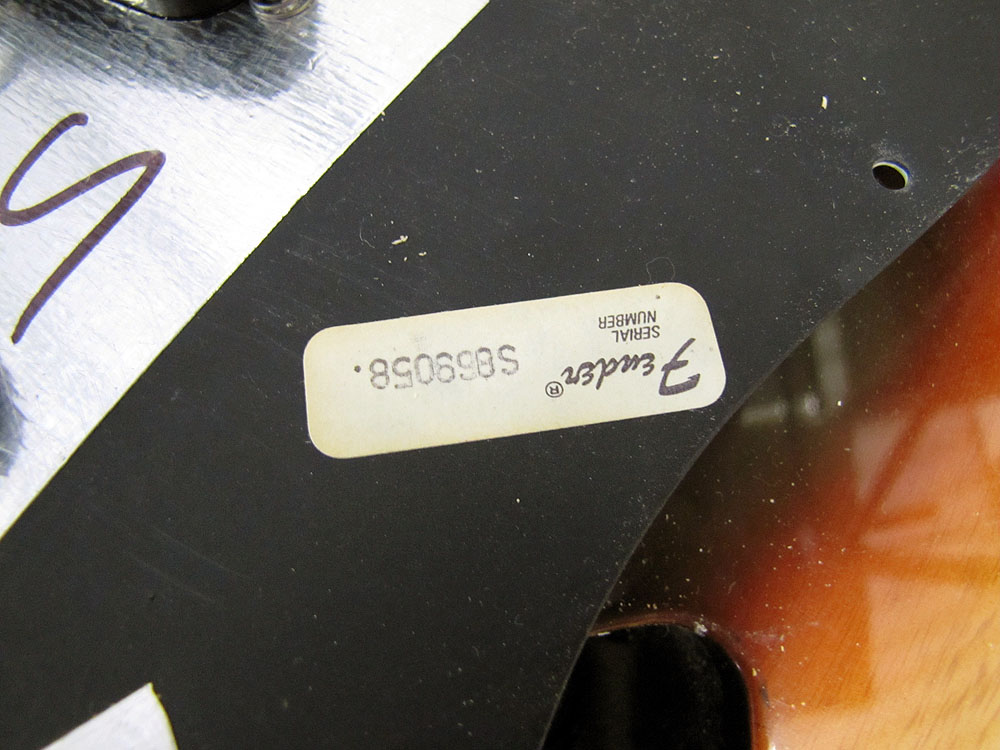 Fender®
SERIAL
NUMBER
S869058